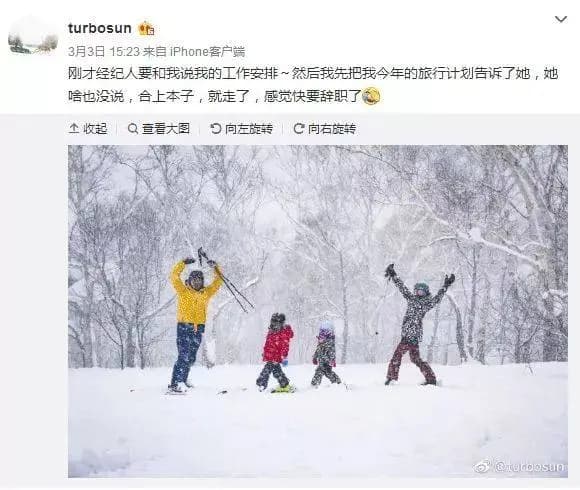 turbosun
3月3日 15:23 来自 iPhone客户端
刚才经纪人要和我说我的工作安排～然后我先把我今年的旅行计划告诉了她，她
啥也没说，合上本子，就走了，感觉快要辞职了
收起 查看大图 向左旋转 向右旋转
@turbosun